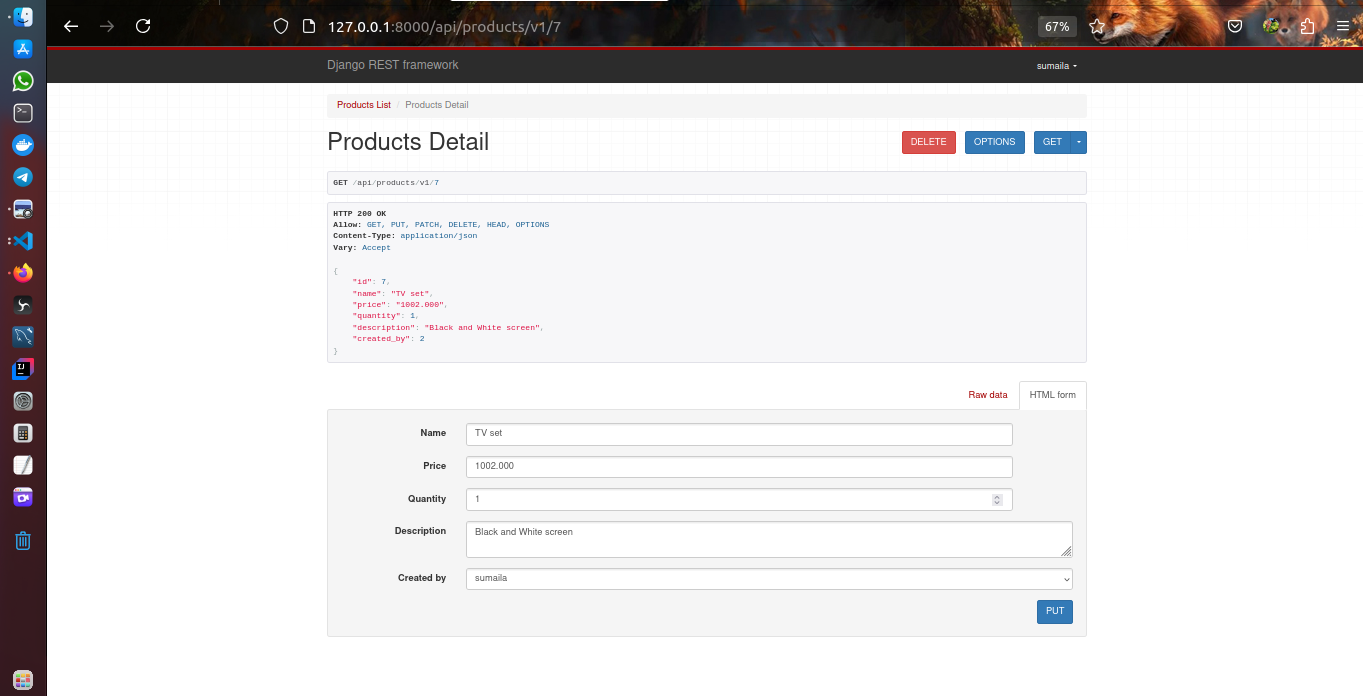 127.0.0.1:8000/api/products/v1/7
67%
Django REST framework
sumaila
Products List / Products Detail
Products Detail
DELETE
OPTIONS
GET
GET /api/products/v1/7
HTTP 200 OK
Allow: GET, PUT, PATCH, DELETE, HEAD, OPTIONS
Content-Type: application/json
Vary: Accept
{
"id": 7,
"name": "TV set",
"price": "1002.000",
"quantity": 1,
"description": "Black and White screen",
"created_by": 2
}
Raw data
HTML form
Name
TV set
Price
1002.000
Quantity
1
Description
Black and White screen
Created by
sumaila
PUT